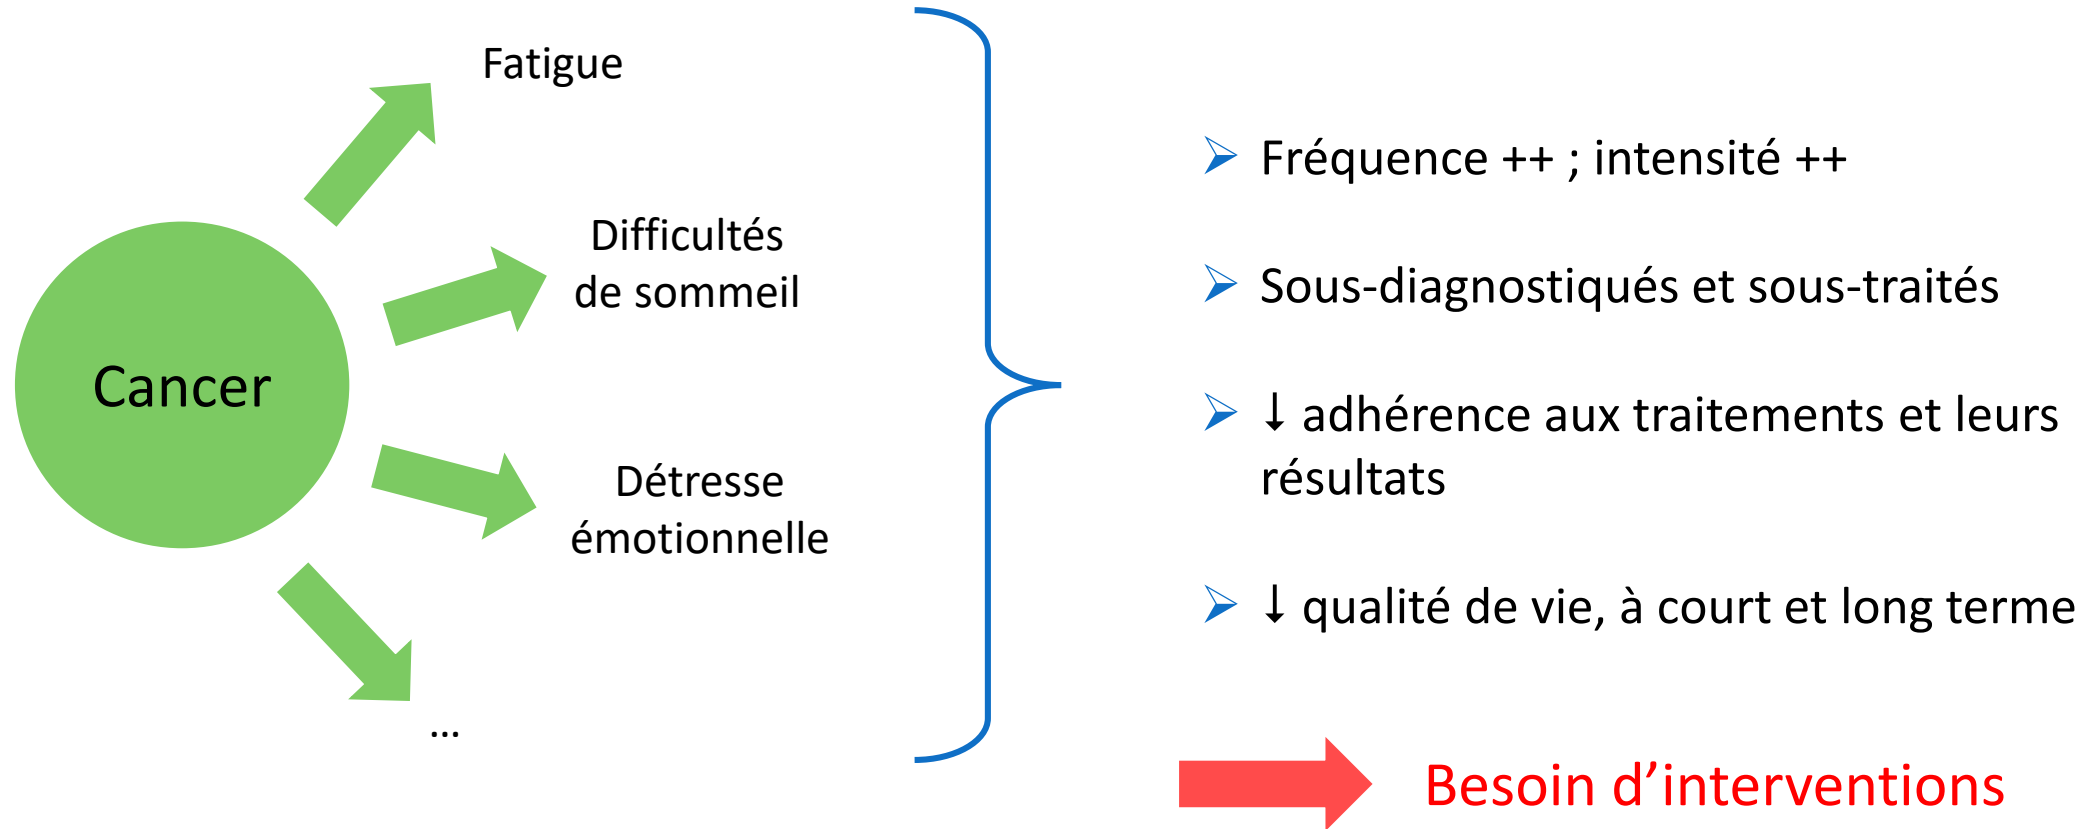 Fatigue
Difficultés
de sommeil
Cancer
Détresse
émotionnelle
...
Fréquence ++ ; intensité ++
Sous-diagnostiqués et sous-traités
↓ adhérence aux traitements et leurs
résultats
↓ qualité de vie, à court et long terme
Besoin d’interventions